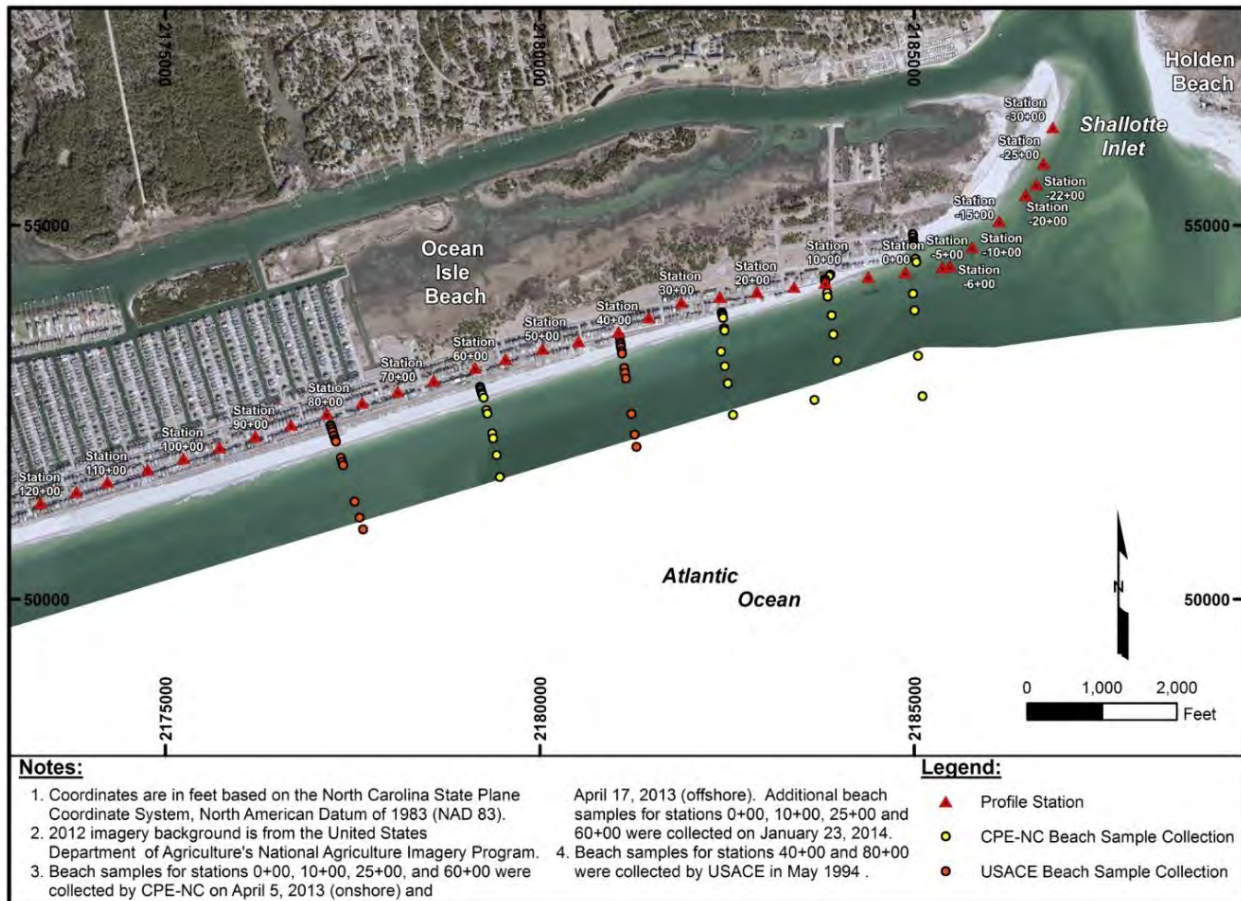 2175000
2180000
2185000
Holden
Beach
Station
-30+00
Shallotte
Inlet
Station
-25+00
Station
-22+00
Station
-20+00
Station
-15+00
55000
55000
Ocean
Isle
Beach
Station
10+00
Station
0+00
Station
-5+00
Station
-10+00
Station
-6+00
Station
20+00
Station
30+00
Station
40+00
Station
50+00
Station
60+00
Station
70+00
Station
80+00
Station
90+00
Station
100+00
Station
110+00
Station
120+00
Atlantic
Ocean
50000
50000
N
0 1,000 2,000
Feet
2175000
2180000
2185000
Notes:
1. Coordinates are in feet based on the North Carolina State Plane
Coordinate System, North American Datum of 1983 (NAD 83).
2. 2012 imagery background is from the United States
Department of Agriculture's National Agriculture Imagery Program.
3. Beach samples for stations 0+00, 10+00, 25+00, and 60+00 were
collected by CPE-NC on April 5, 2013 (onshore) and
April 17, 2013 (offshore). Additional beach
samples for stations 0+00, 10+00, 25+00 and
60+00 were collected on January 23, 2014.
4. Beach samples for stations 40+00 and 80+00
were collected by USACE in May 1994 .
Legend:
Profile Station
CPE-NC Beach Sample Collection
USACE Beach Sample Collection